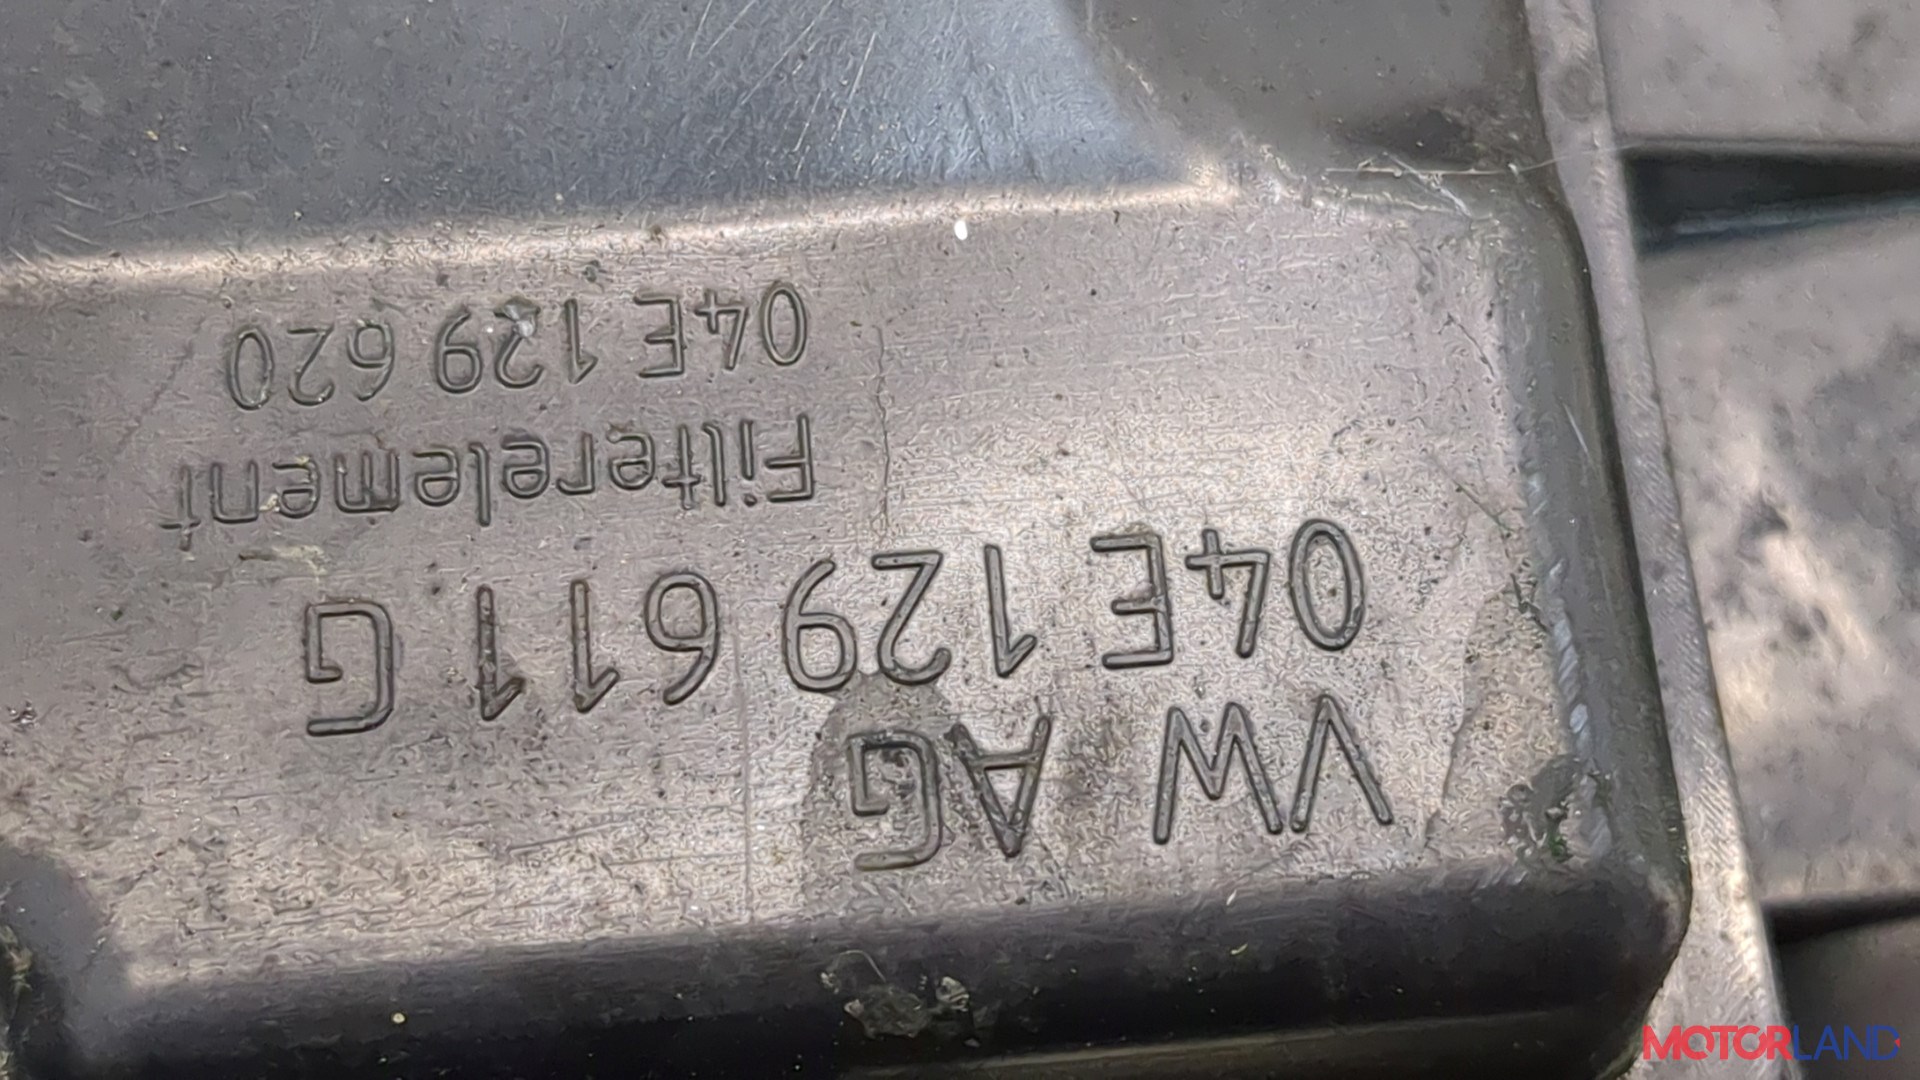 VW AG
04E 129 611 G
Filterelement
04E 129 620
MOTORLAND